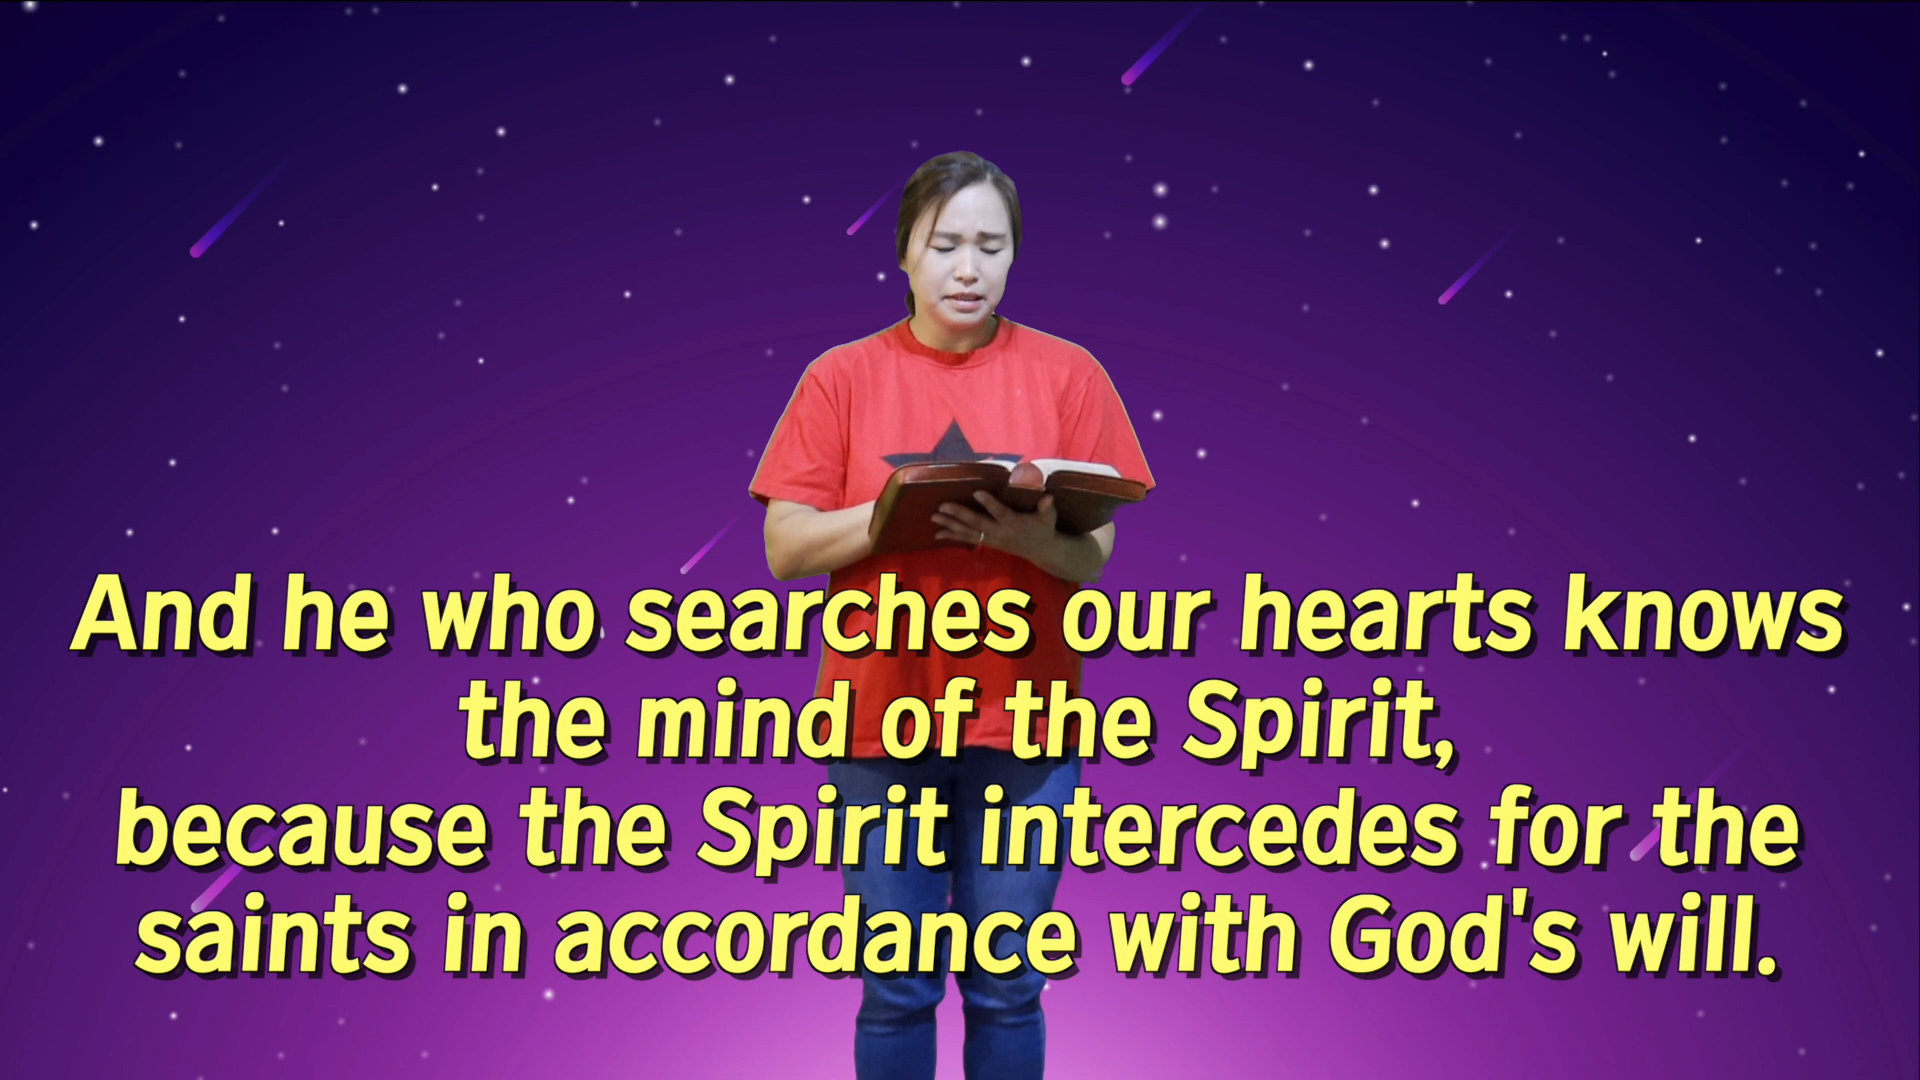 And he who searches our hearts knows
the mind of the Spirit,
because the Spirit intercedes for the
saints in accordance with God's will.